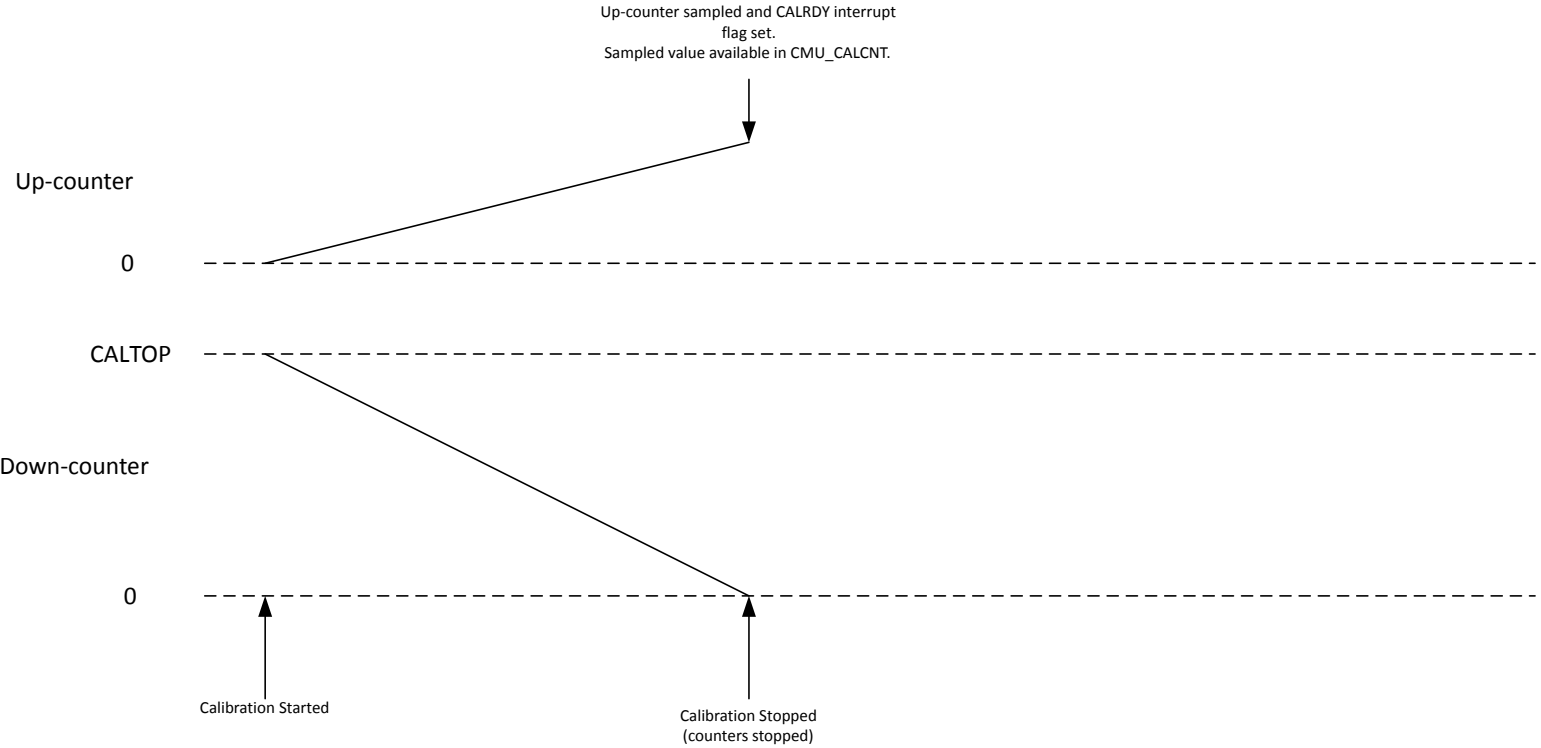 Up-counter sampled and CALRDY interrupt
flag set.
Sampled value available in CMU_CALCNT.
Up-counter
0
CALTOP
Down-counter
0
Calibration Started
Calibration Stopped
(counters stopped)